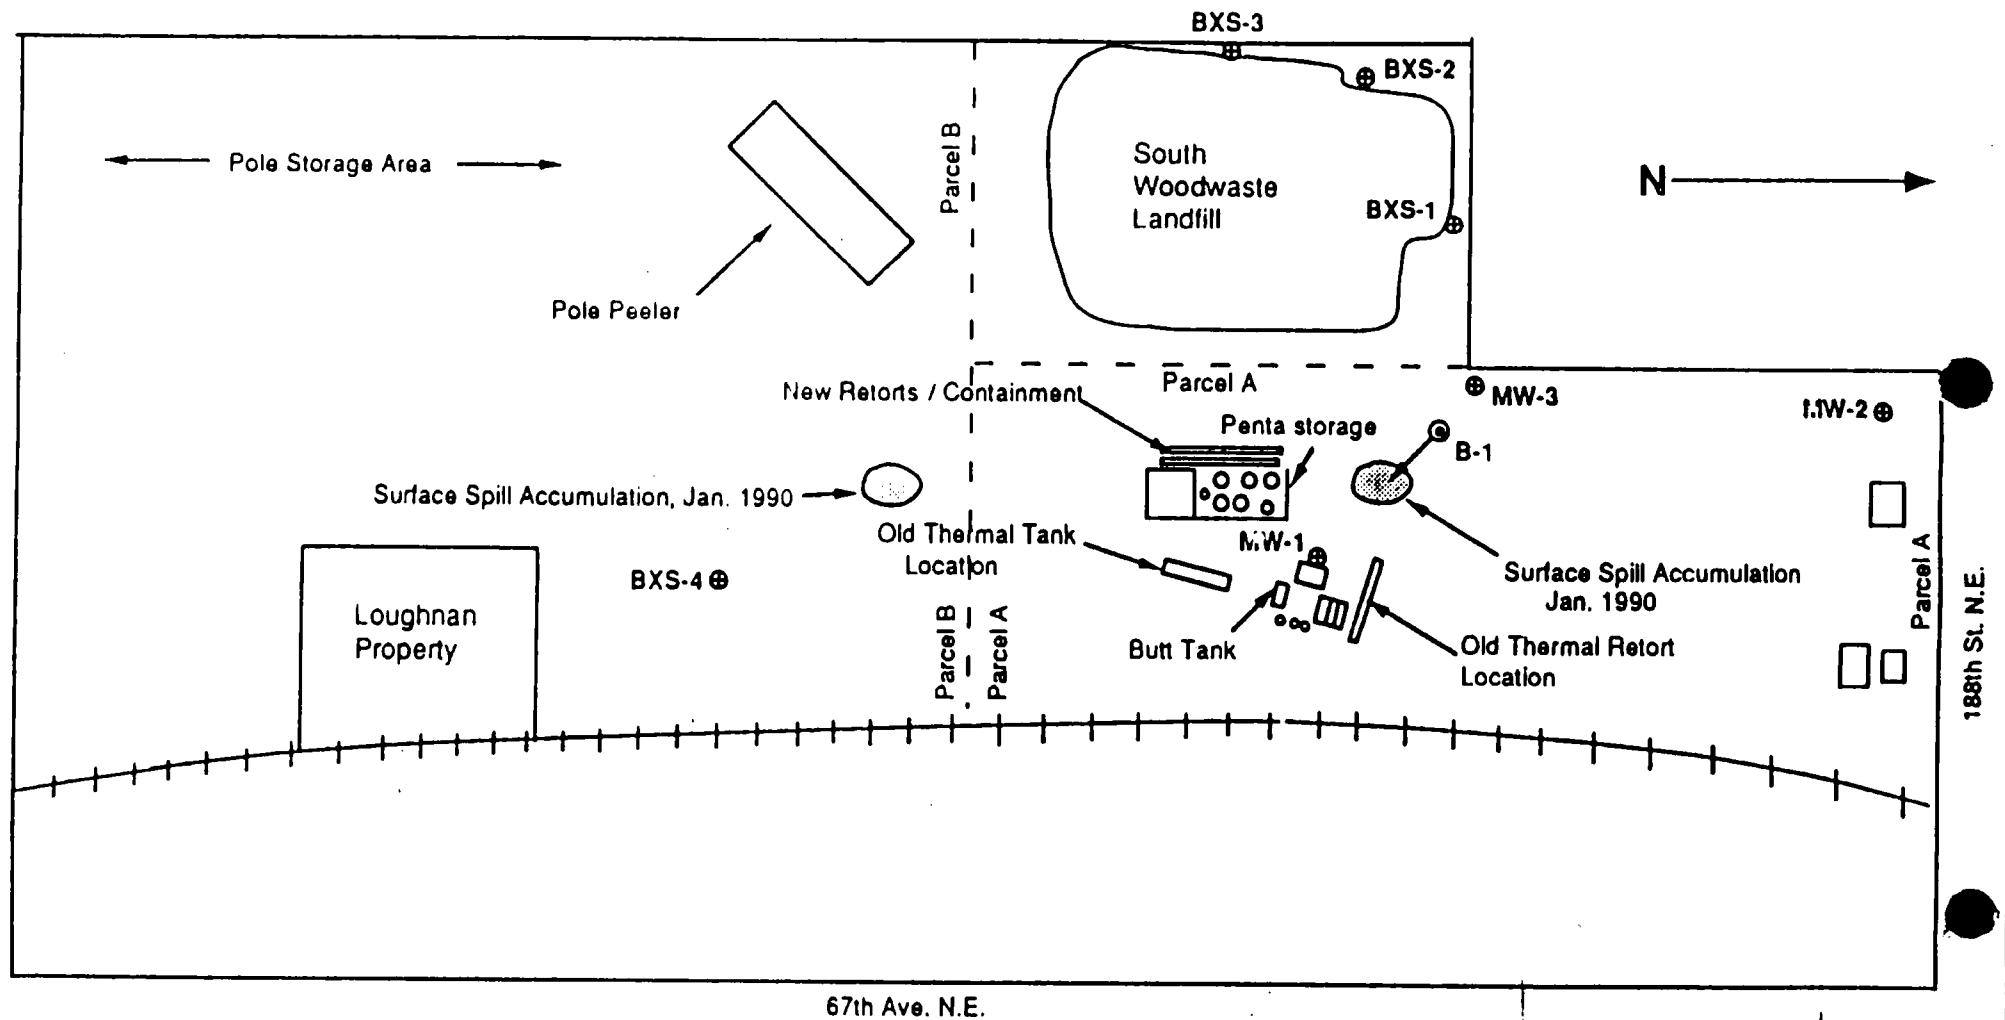 BXS-3
BXS-2
Parcel B
Pole Storage Area
South
Woodwaste
Landfill
N
BXS-1
Pole Peeler
New Retorts / Containment
Parcel A
MW-3
MW-2
Penta storage
B-1
Surface Spill Accumulation, Jan. 1990
Old Thermal Tank
Location
MW-1
Surface Spill Accumulation
Jan. 1990
BXS-4
Loughnan
Property
Parcel B
Parcel A
Butt Tank
Old Thermal Retort
Location
Parcel A
188th St. N.E.
67th Ave. N.E.